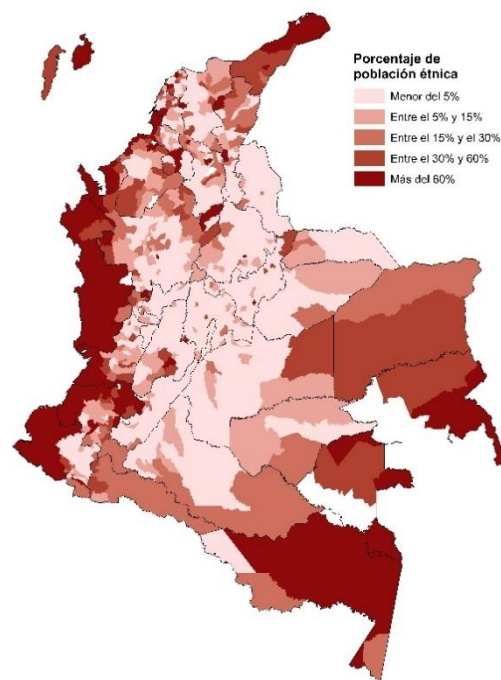 Porcentaje de
población étnica
Menor del 5%
Entre el 5% y 15%
Entre el 15% y el 30%
Entre el 30% y 60%
Más del 60%